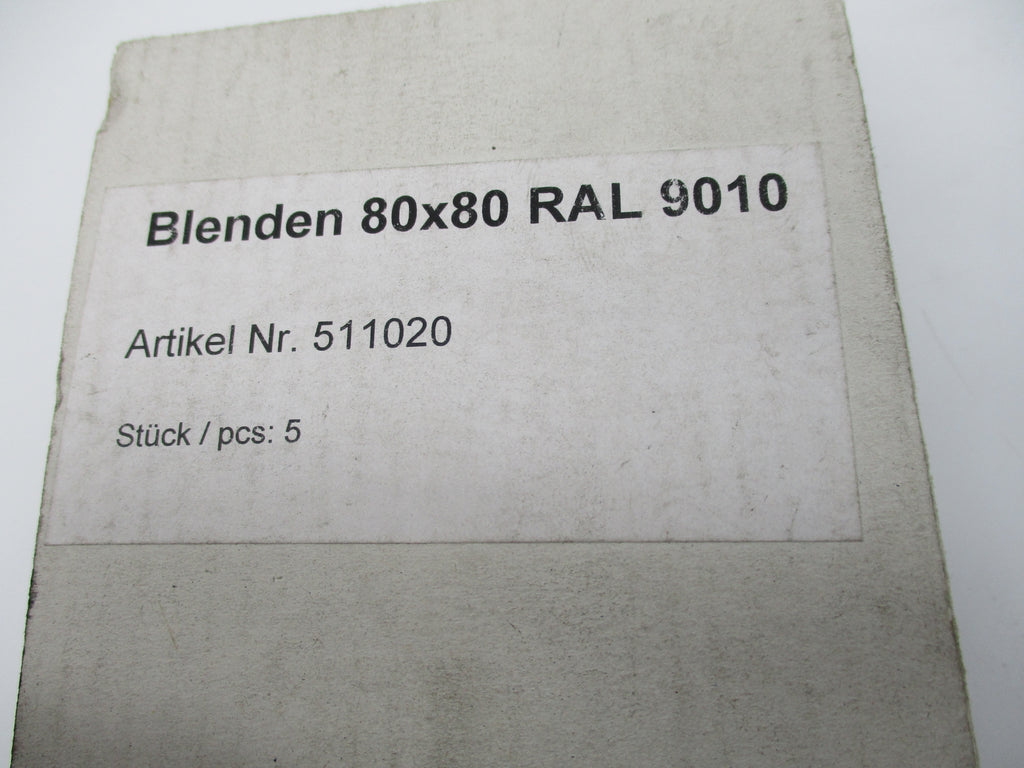 Blenden 80x80 RAL 9010
Artikel Nr. 511020
Stück / pcs: 5